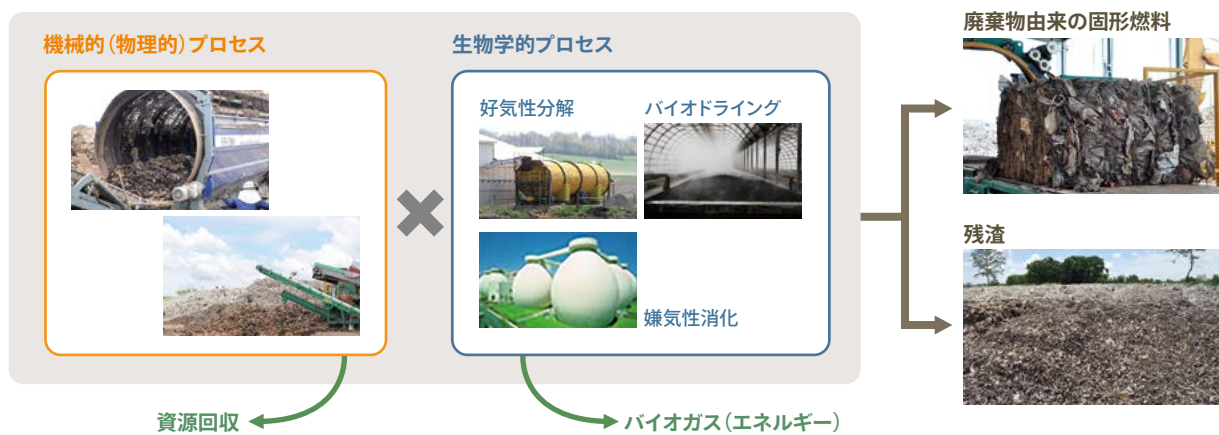 機械的(物理的)プロセス
生物学的プロセス
好気性分解
バイオドライング
嫌気性消化
資源回収
バイオガス(エネルギー)
廃棄物由来の固形燃料
残渣